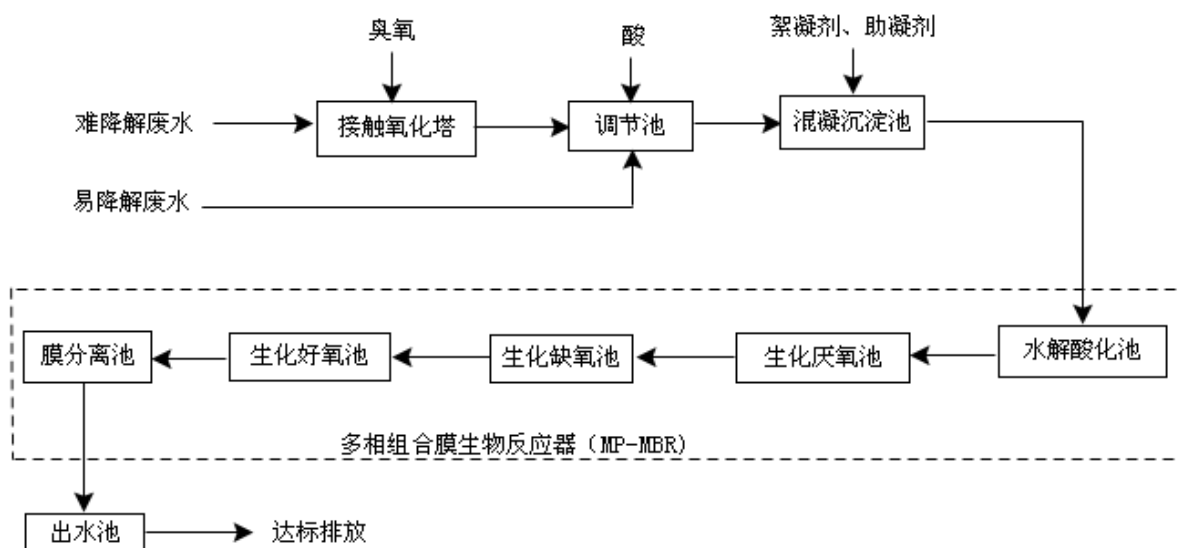 臭氧
酸
絮凝剂、助凝剂
难降解废水
接触氧化塔
调节池
混凝沉淀池
易降解废水
膜分离池
生化好氧池
生化缺氧池
生化厌氧池
水解酸化池
多相组合膜生物反应器（MP-MBR）
出水池
达标排放